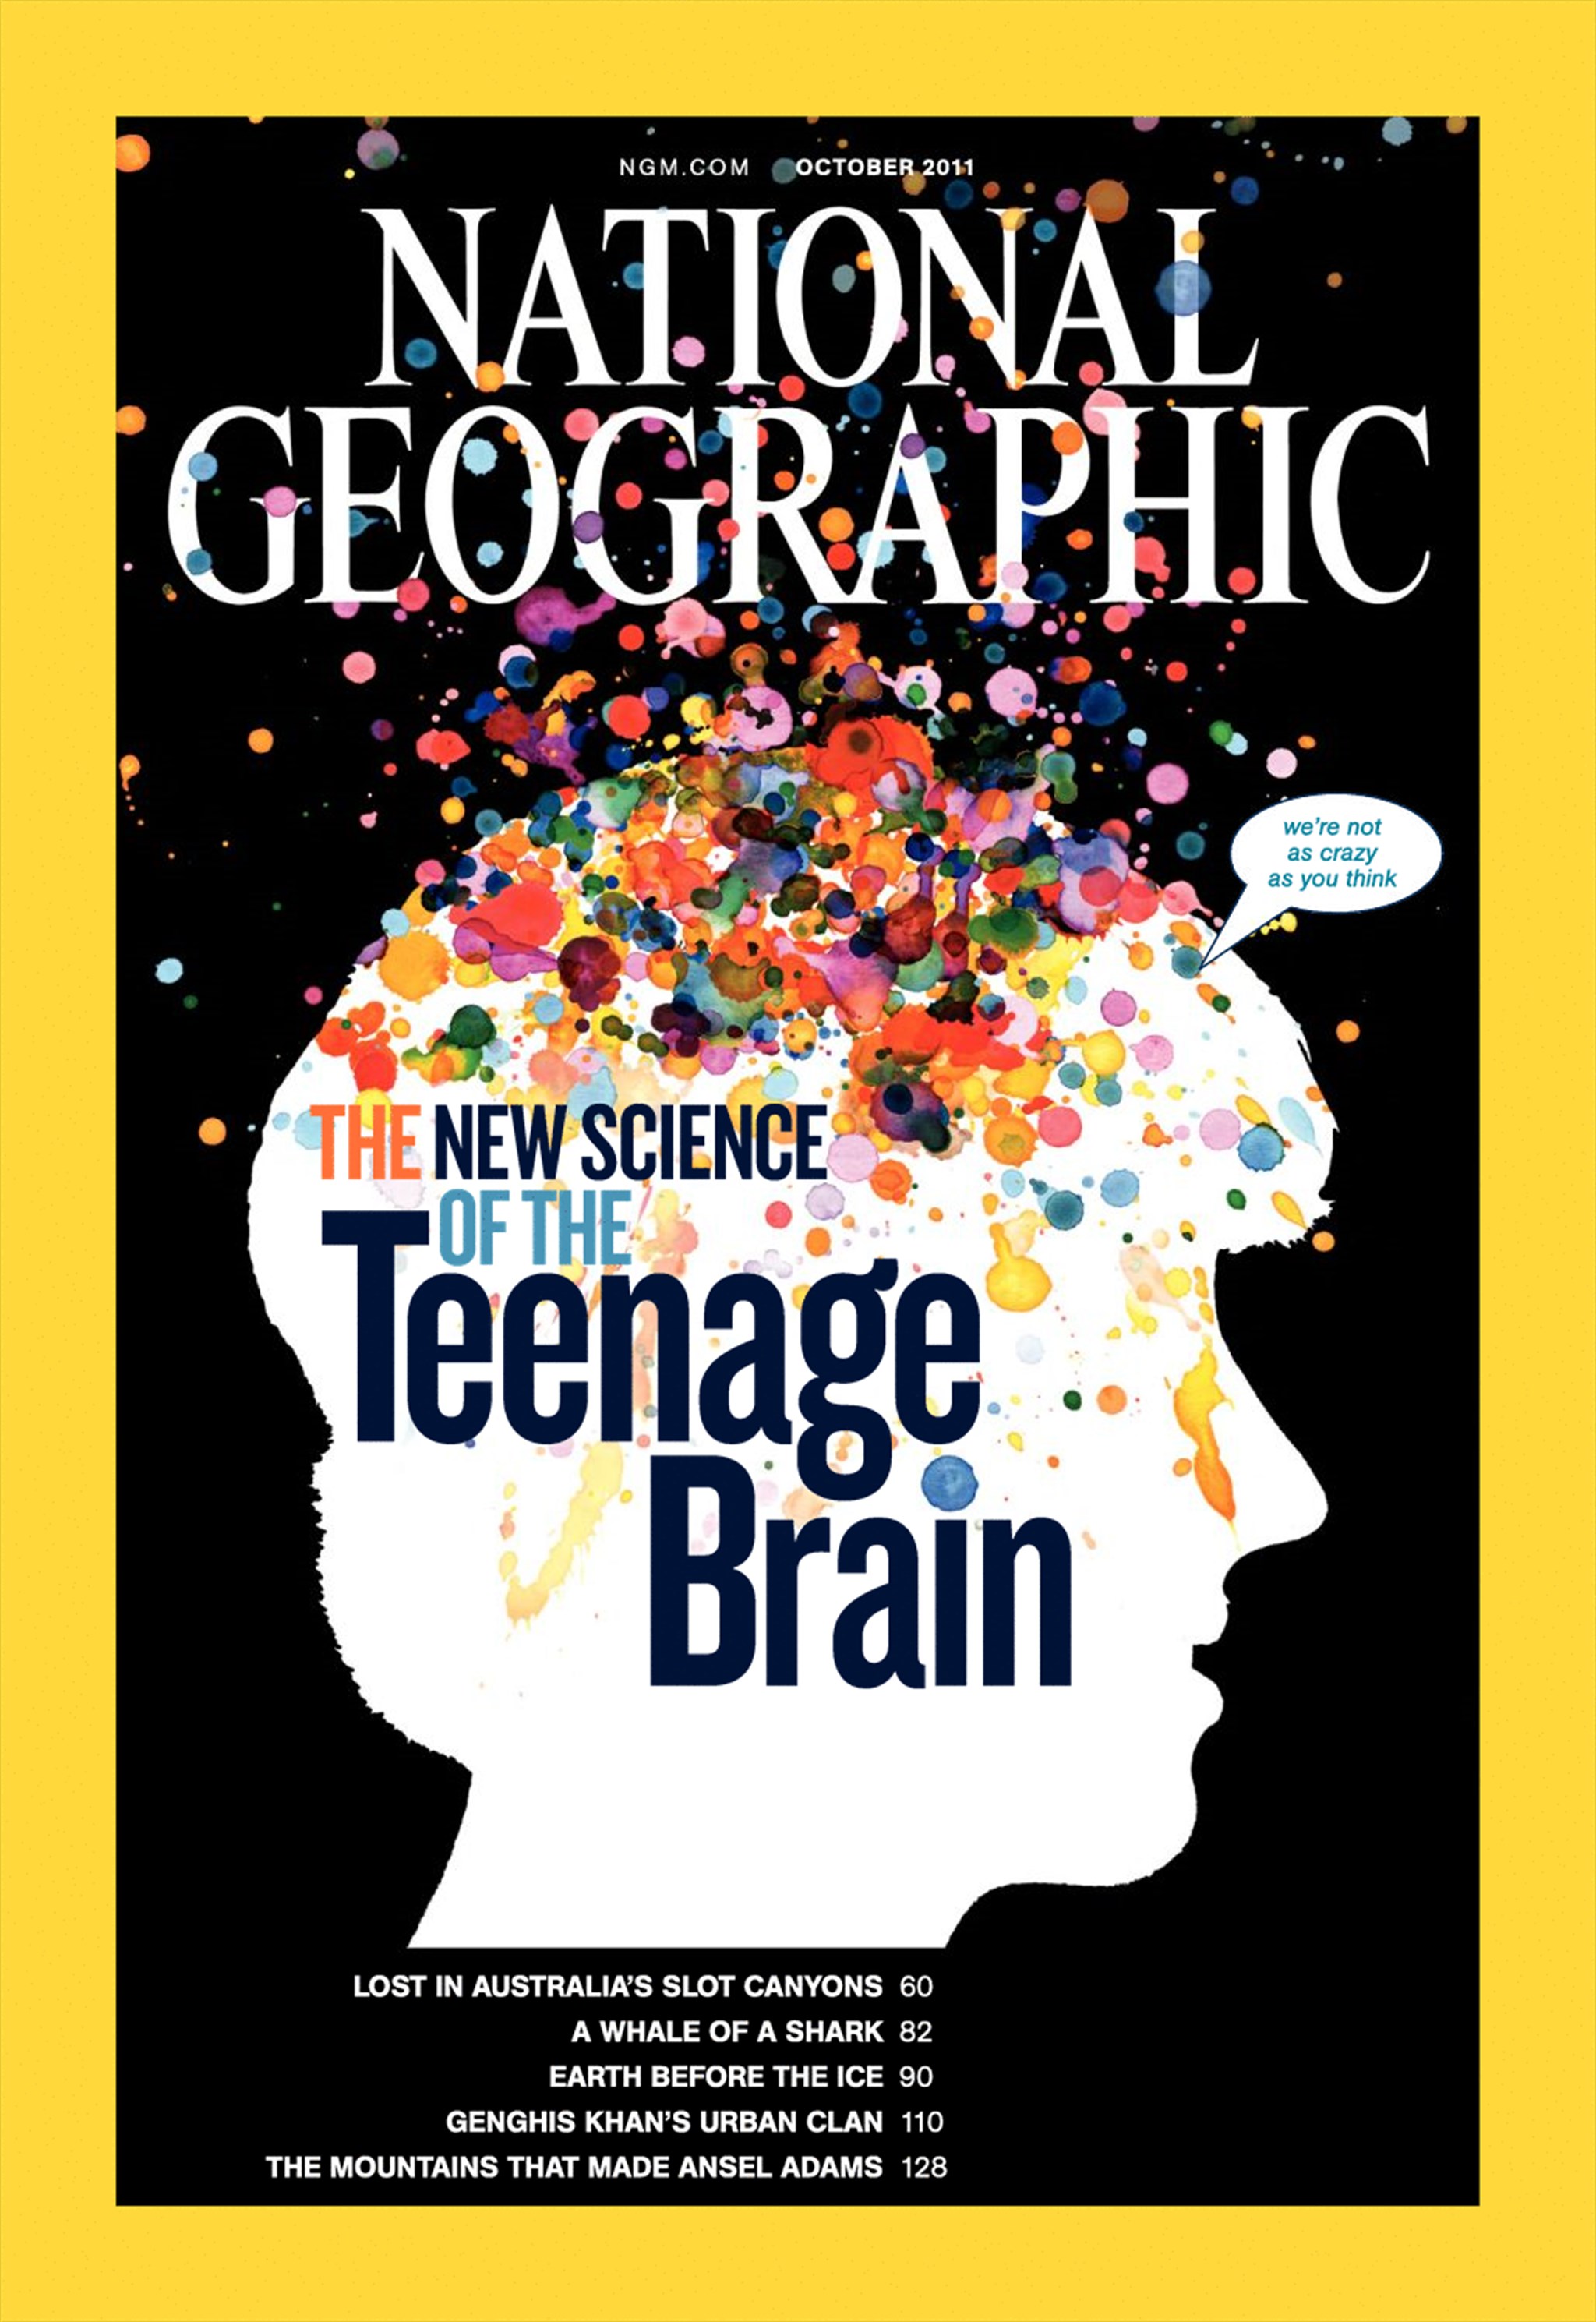 NGM.COM OCTOBER 2011
NATIONAL
GEOGRAPHIC
we're not
as crazy
as you think
THE NEW SCIENCE
OF THE
Teenage
Brain
LOST IN AUSTRALIA'S SLOT CANYONS 60
A WHALE OF A SHARK 82
EARTH BEFORE THE ICE 90
GENGHIS KHAN'S URBAN CLAN 110
THE MOUNTAINS THAT MADE ANSEL ADAMS 128